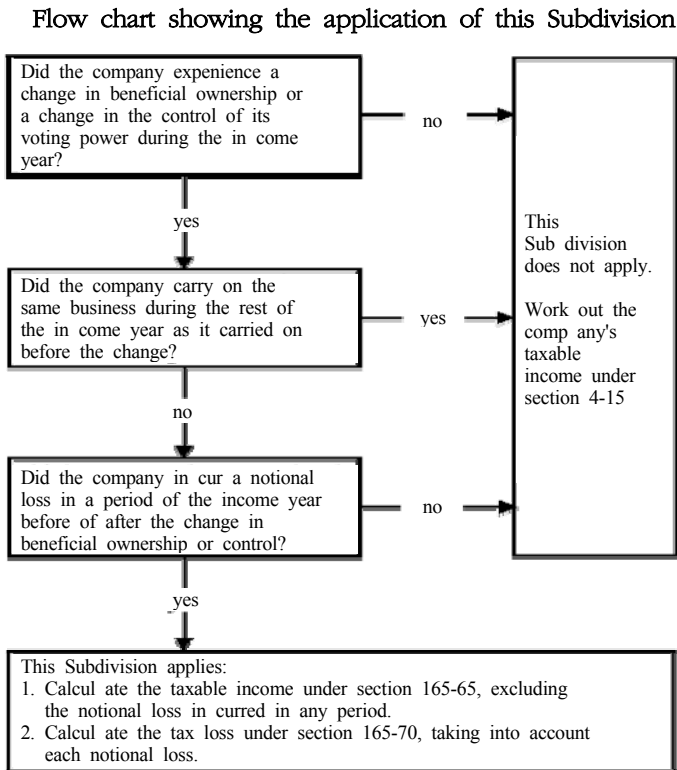 Flow chart showing the application of this Subdivision
Did the company experience a
change in beneficial ownership or
a change in the control of its
voting power during the in come
year?
no
yes
This
Sub division
does not apply.
Work out the
comp any's
taxable
income under
section 4-15
Did the company carry on the
same business during the rest of
the in come year as it carried on
before the change?
yes
no
Did the company in cur a notional
loss in a period of the income year
before of after the change in
beneficial ownership or control?
no
yes
This Subdivision applies:
1. Calcul ate the taxable income under section 165-65, excluding
the notional loss in curred in any period.
2. Calcul ate the tax loss under section 165-70, taking into account
each notional loss.